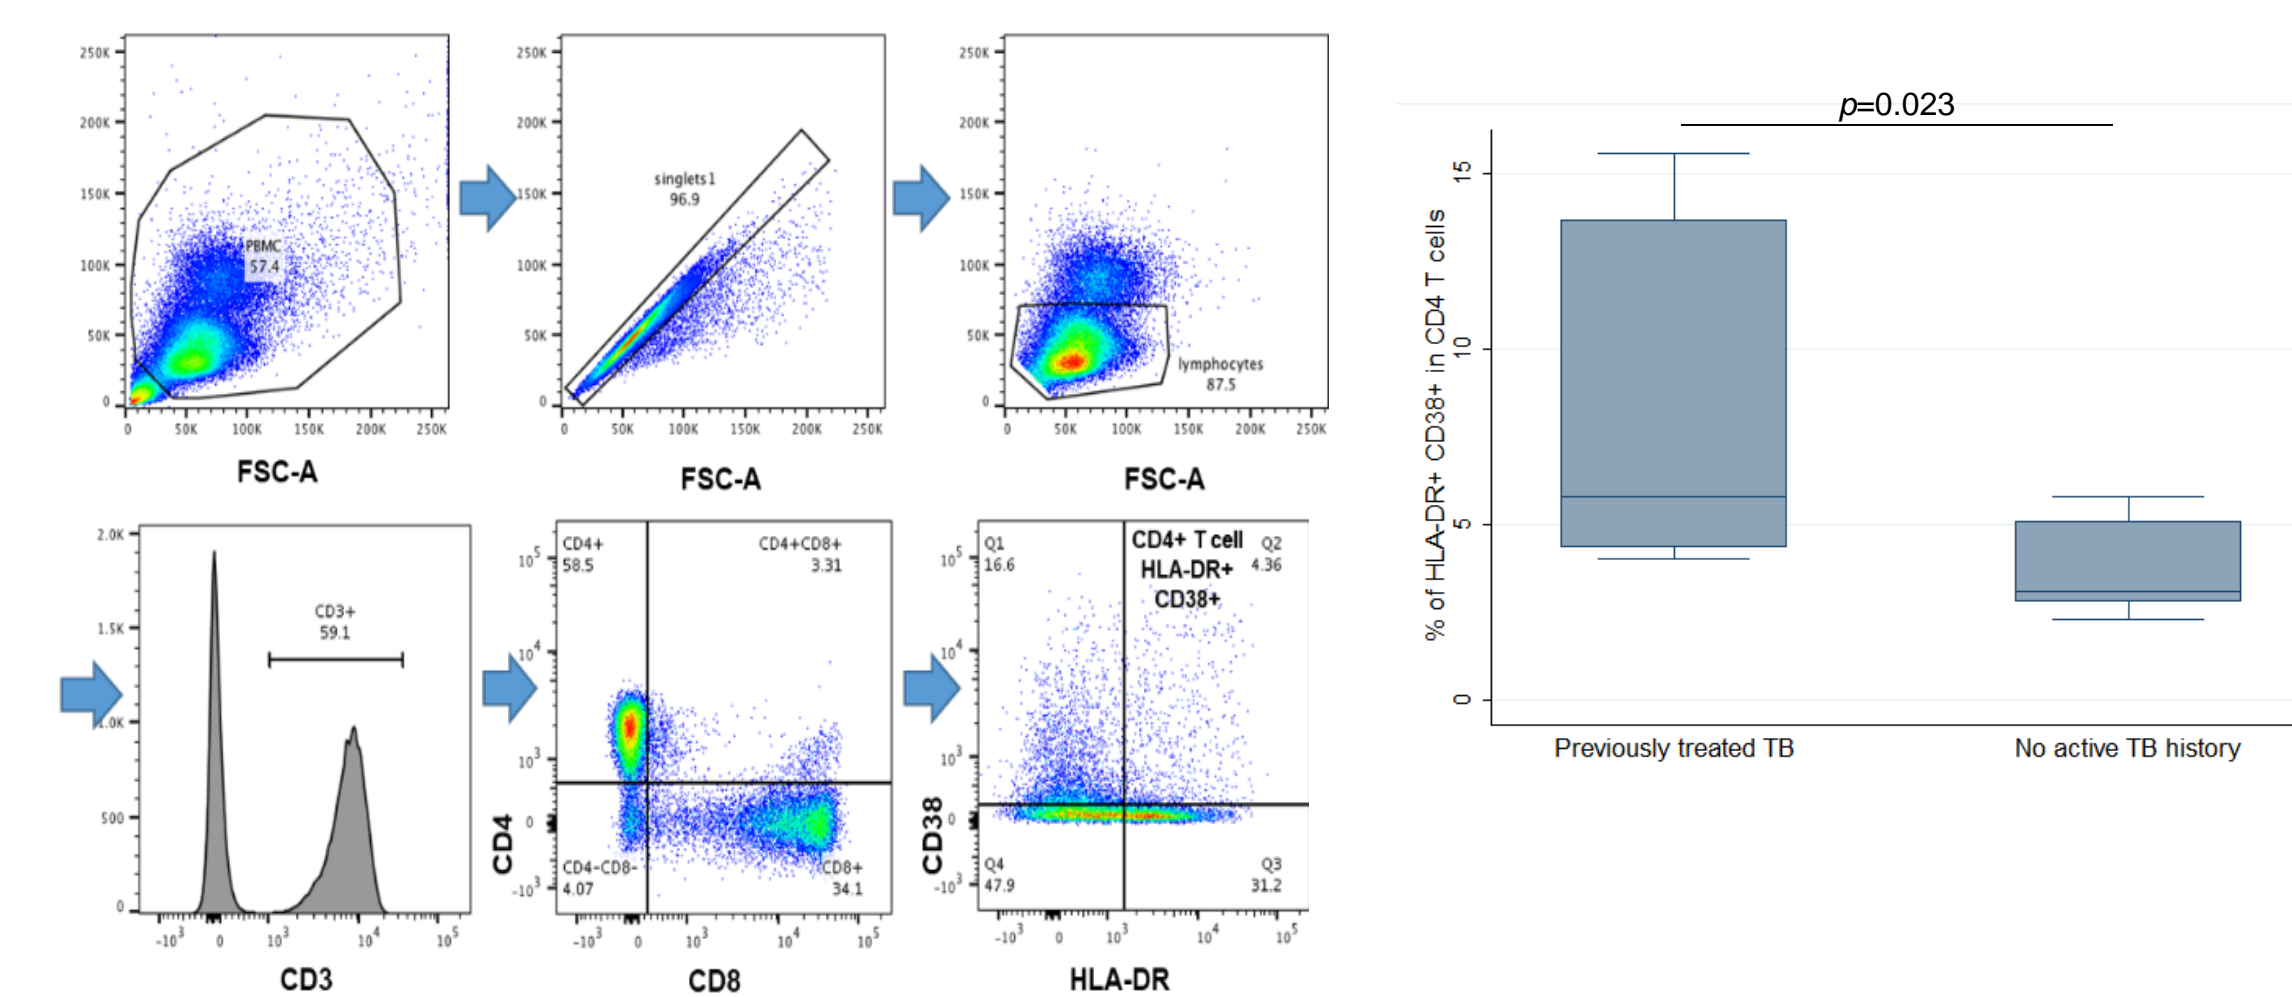 250K
200K
150K
100K
50K
0
PBMC
57.4
0 50K 100K 150K 200K 250K
FSC-A
250K
200K
150K
100K
50K
0
singlets1
96.9
0 50K 100K 150K 200K 250K
FSC-A
250K
200K
150K
100K
50K
0
lymphocytes
87.5
0 50K 100K 150K 200K 250K
FSC-A
2.0K
1.5K
1.0K
500
0
CD3+
59.1
-10³ 0 10³ 10⁴ 10⁵
CD3
CD4
10⁵
10⁴
10³
0
-10³
CD4+
58.5
CD4+CD8+
3.31
CD4-CD8-
4.07
CD8+
34.1
-10³ 0 10³ 10⁴ 10⁵
CD8
CD38
10⁵
10⁴
10³
0
-10³
Q1
16.6
CD4+ T cell
HLA-DR+
CD38+
Q2
4.36
Q4
47.9
Q3
31.2
-10³ 0 10³ 10⁴ 10⁵
HLA-DR
p=0.023
% of HLA-DR+ CD38+ in CD4 T cells
15
10
5
0
Previously treated TB
No active TB history